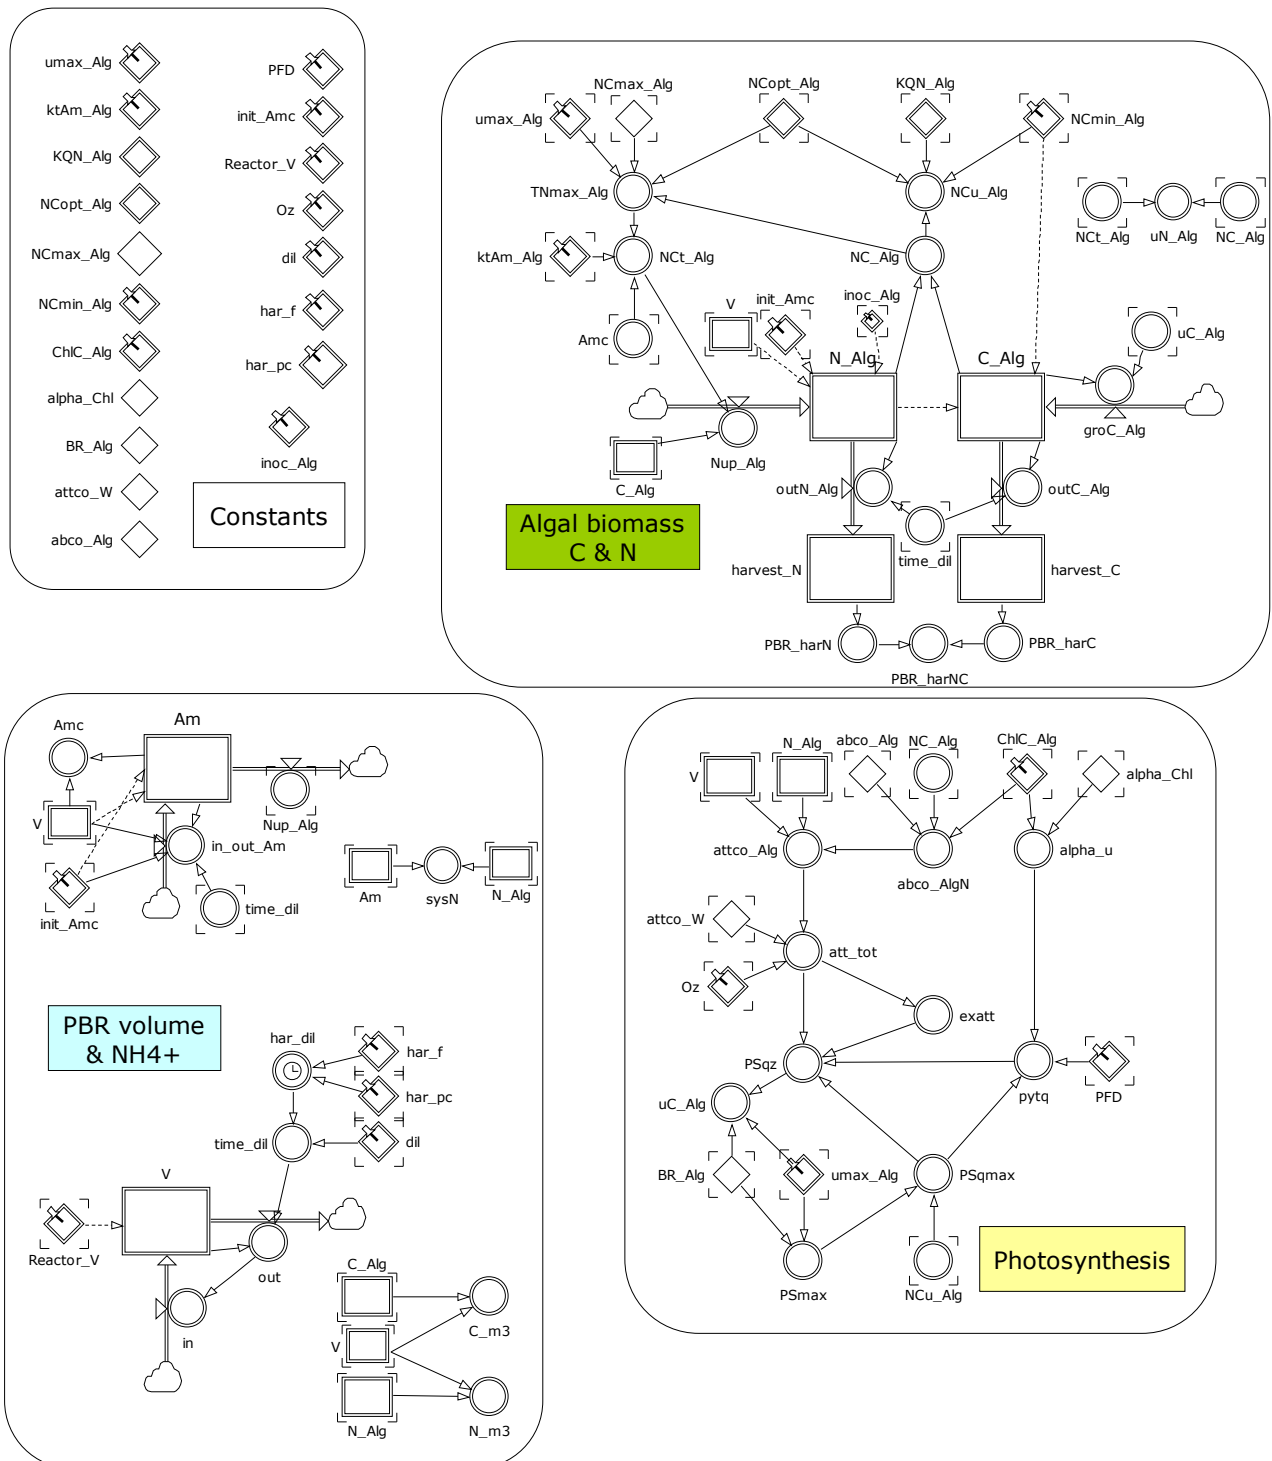 umax_Alg
ktAm_Alg
KQN_Alg
NCopt_Alg
NCmax_Alg
NCmin_Alg
ChlC_Alg
alpha_Chl
BR_Alg
attco_W
abco_Alg
PFD
init_Amc
Reactor_V
Oz
dil
har_f
har_pc
inoc_Alg
Constants
NCmax_Alg
NCopt_Alg
KQN_Alg
umax_Alg
NCmin_Alg
TNmax_Alg
NCu_Alg
NCt_Alg
uN_Alg
NC_Alg
ktAm_Alg
NCt_Alg
NC_Alg
V
init_Amc
inoc_Alg
Amc
N_Alg
C_Alg
uC_Alg
groC_Alg
Nup_Alg
C_Alg
outN_Alg
outC_Alg
Algal biomass
C & N
time_dil
harvest_N
harvest_C
PBR_harN
PBR_harC
PBR_harNC
Amc
Am
V
Nup_Alg
in_out_Am
init_Amc
time_dil
Am
sysN
N_Alg
PBR volume
& NH4+
har_dil
har_f
har_pc
time_dil
dil
V
Reactor_V
out
in
C_Alg
C_m3
V
N_Alg
N_m3
V
N_Alg
abco_Alg
NC_Alg
ChlC_Alg
alpha_Chl
attco_Alg
abco_AlgN
alpha_u
attco_W
att_tot
Oz
exatt
PSqz
pytq
PFD
uC_Alg
BR_Alg
umax_Alg
PSqmax
PSmax
NCu_Alg
Photosynthesis